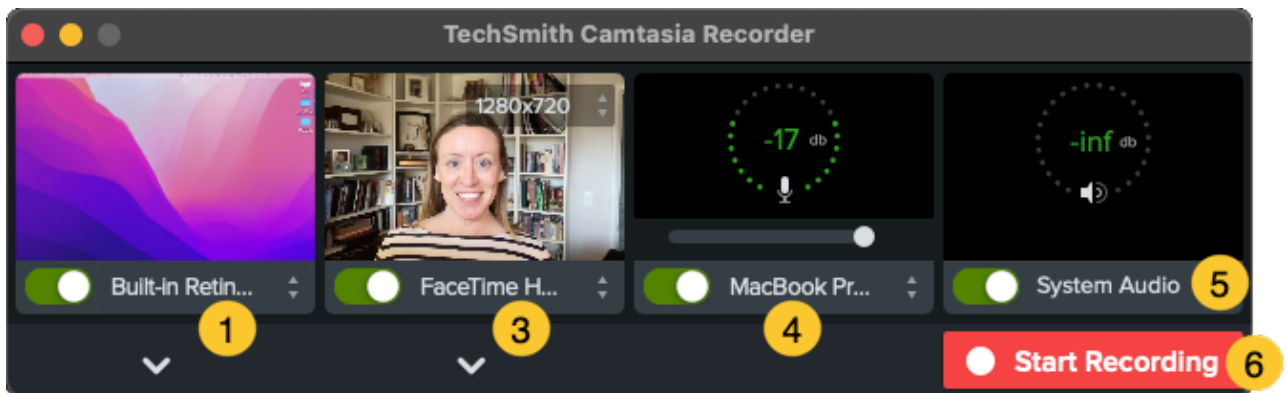 TechSmith Camtasia Recorder
1280x720
-17 db
-inf db
Built-in Retin...
FaceTime H...
MacBook Pr...
System Audio
5
1
3
4
Start Recording
6